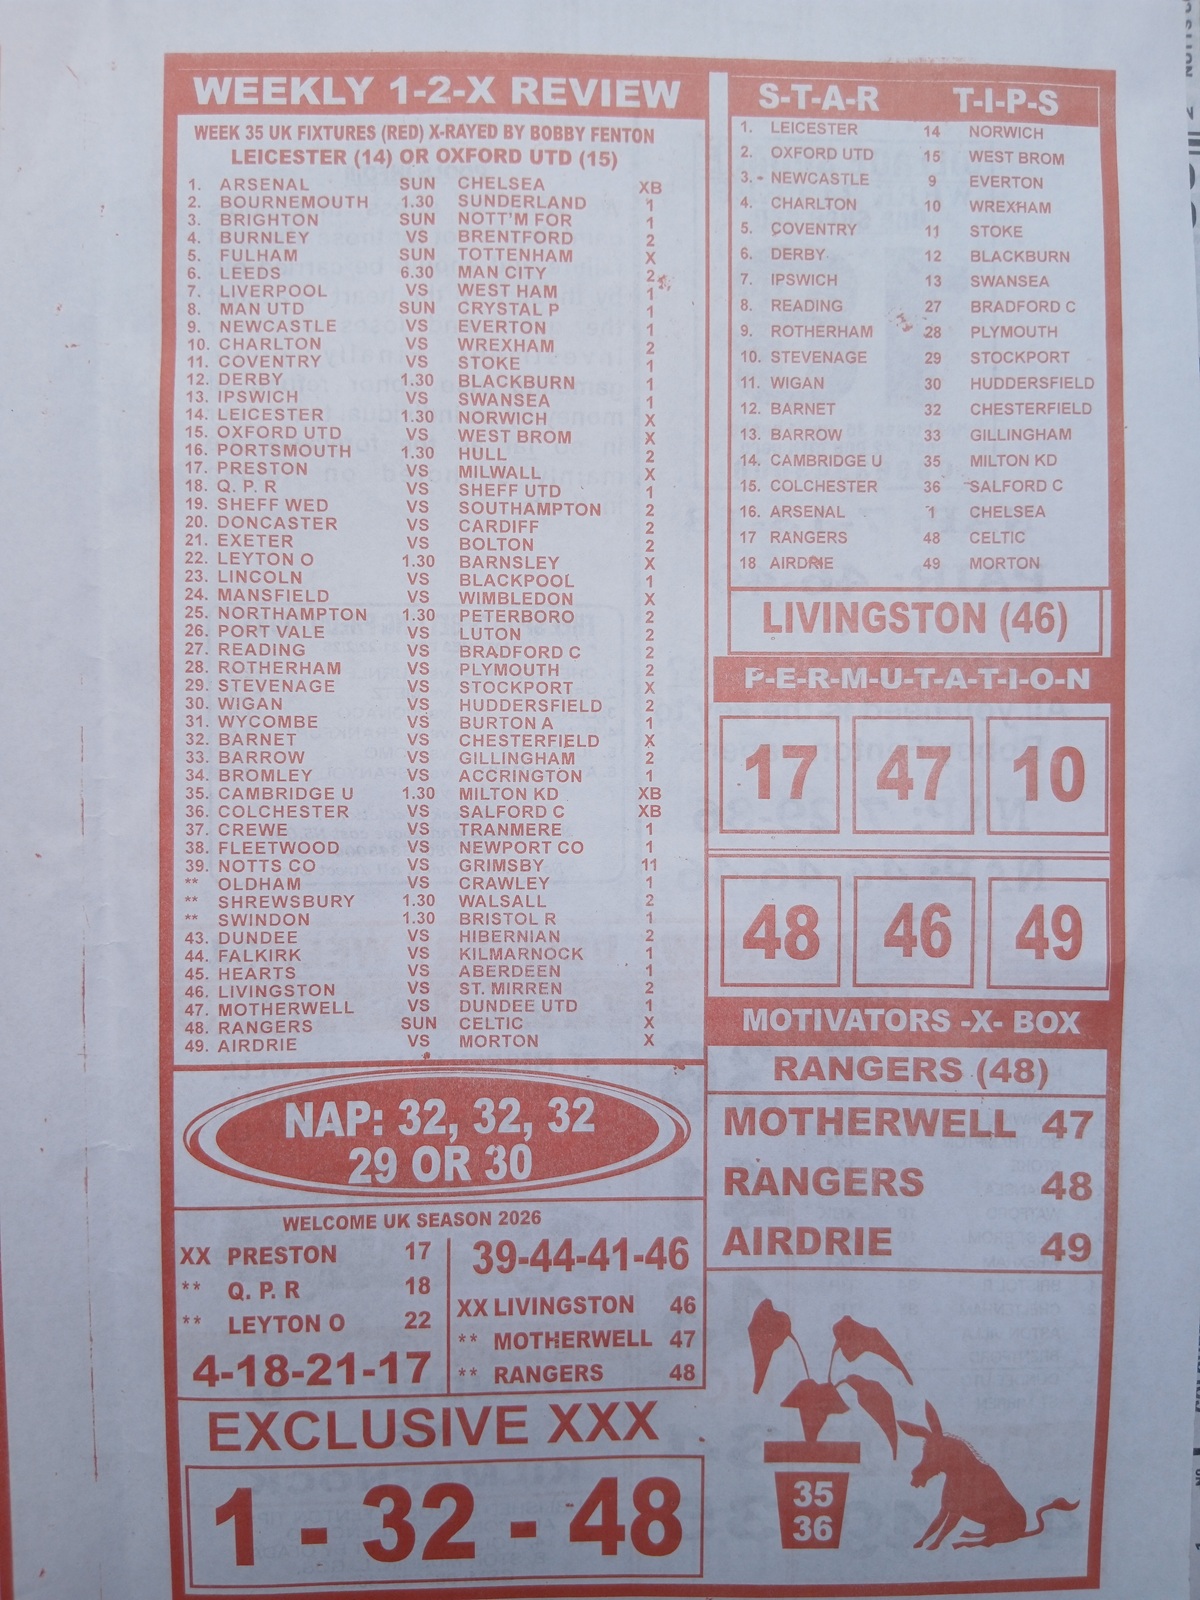 WEEKLY 1-2-X REVIEW
WEEK 35 UK FIXTURES (RED) X-RAYED BY BOBBY FENTON
LEICESTER (14) OR OXFORD UTD (15)
1. ARSENAL SUN CHELSEA XB
2. BOURNEMOUTH 1.30 SUNDERLAND 1
3. BRIGHTON SUN NOTT'M FOR 1
4. BURNLEY VS BRENTFORD 2
5. FULHAM SUN TOTTENHAM X
6. LEEDS 6.30 MAN CITY 2
7. LIVERPOOL VS WEST HAM 1
8. MAN UTD SUN CRYSTAL P 1
9. NEWCASTLE VS EVERTON 1
10. CHARLTON VS WREXHAM 2
11. COVENTRY VS STOKE 1
12. DERBY 1.30 BLACKBURN 1
13. IPSWICH VS SWANSEA 1
14. LEICESTER 1.30 NORWICH X
15. OXFORD UTD VS WEST BROM X
16. PORTSMOUTH 1.30 HULL 2
17. PRESTON VS MILWALL X
18. Q. P. R VS SHEFF UTD 1
19. SHEFF WED VS SOUTHAMPTON 2
20. DONCASTER VS CARDIFF 2
21. EXETER VS BOLTON 2
22. LEYTON O 1.30 BARNSLEY X
23. LINCOLN VS BLACKPOOL 1
24. MANSFIELD VS WIMBLEDON X
25. NORTHAMPTON 1.30 PETERBORO 2
26. PORT VALE VS LUTON 2
27. READING VS BRADFORD C 2
28. ROTHERHAM VS PLYMOUTH 2
29. STEVENAGE VS STOCKPORT X
30. WIGAN VS HUDDERSFIELD 2
31. WYCOMBE VS BURTON A 1
32. BARNET VS CHESTERFIELD X
33. BARROW VS GILLINGHAM 2
34. BROMLEY VS ACCRINGTON 1
35. CAMBRIDGE U 1.30 MILTON KD XB
36. COLCHESTER VS SALFORD C XB
37. CREWE VS TRANMERE 1
38. FLEETWOOD VS NEWPORT CO 1
39. NOTTS CO VS GRIMSBY 11
** OLDHAM VS CRAWLEY 1
** SHREWSBURY 1.30 WALSALL 2
** SWINDON 1.30 BRISTOL R 1
43. DUNDEE VS HIBERNIAN 2
44. FALKIRK VS KILMARNOCK 1
45. HEARTS VS ABERDEEN 1
46. LIVINGSTON VS ST. MIRREN 2
47. MOTHERWELL VS DUNDEE UTD 1
48. RANGERS SUN CELTIC X
49. AIRDRIE VS MORTON X
NAP: 32, 32, 32
29 OR 30
WELCOME UK SEASON 2026
XX PRESTON 17
** Q. P. R 18
** LEYTON O 22
4-18-21-17
39-44-41-46
XX LIVINGSTON 46
** MOTHERWELL 47
** RANGERS 48
EXCLUSIVE XXX
1 - 32 - 48
S-T-A-R T-I-P-S
1. LEICESTER 14 NORWICH
2. OXFORD UTD 15 WEST BROM
3. - NEWCASTLE 9 EVERTON
4. CHARLTON 10 WREXHAM
5. COVENTRY 11 STOKE
6. DERBY 12 BLACKBURN
7. IPSWICH 13 SWANSEA
8. READING 27 BRADFORD C
9. ROTHERHAM 28 PLYMOUTH
10. STEVENAGE 29 STOCKPORT
11. WIGAN 30 HUDDERSFIELD
12. BARNET 32 CHESTERFIELD
13. BARROW 33 GILLINGHAM
14. CAMBRIDGE U 35 MILTON KD
15. COLCHESTER 36 SALFORD C
16. ARSENAL 1 CHELSEA
17 RANGERS 48 CELTIC
18 AIRDRIE 49 MORTON
LIVINGSTON (46)
P-E-R-M-U-T-A-T-I-O-N
17 47 10
48 46 49
MOTIVATORS -X- BOX
RANGERS (48)
MOTHERWELL 47
RANGERS 48
AIRDRIE 49
35
36